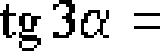 tg 3α =